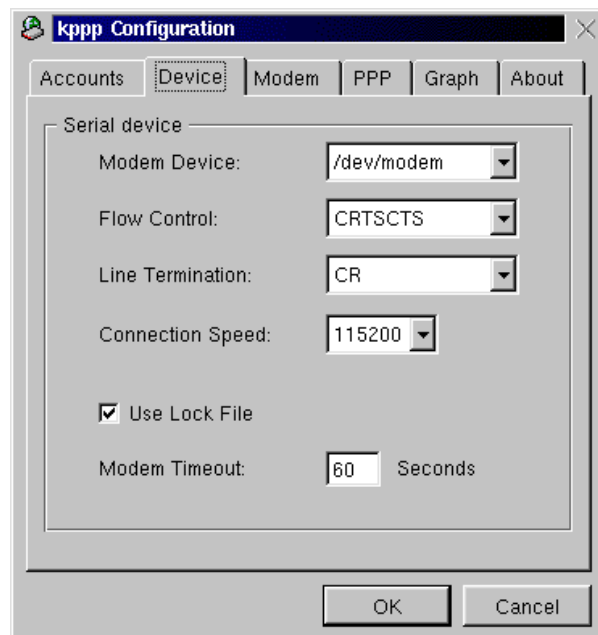 kppp Configuration
Accounts Device Modem PPP Graph About
Serial device
Modem Device: /dev/modem
Flow Control: CRTSCTS
Line Termination: CR
Connection Speed: 115200
Use Lock File
Modem Timeout: 60 Seconds
OK Cancel